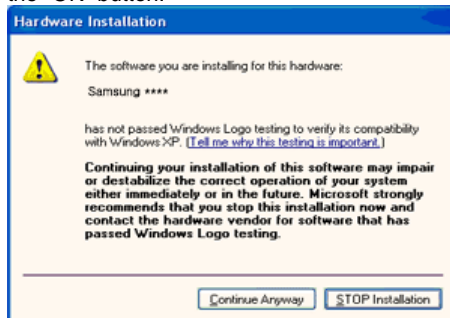 Hardware Installation
The software you are installing for this hardware:
Samsung ****
has not passed Windows Logo testing to verify its compatibility
with Windows XP. (Tell me why this testing is important.)
Continuing your installation of this software may impair
or destabilize the correct operation of your system
either immediately or in the future. Microsoft strongly
recommends that you stop this installation now and
contact the hardware vendor for software that has
passed Windows Logo testing.
Continue Anyway STOP Installation